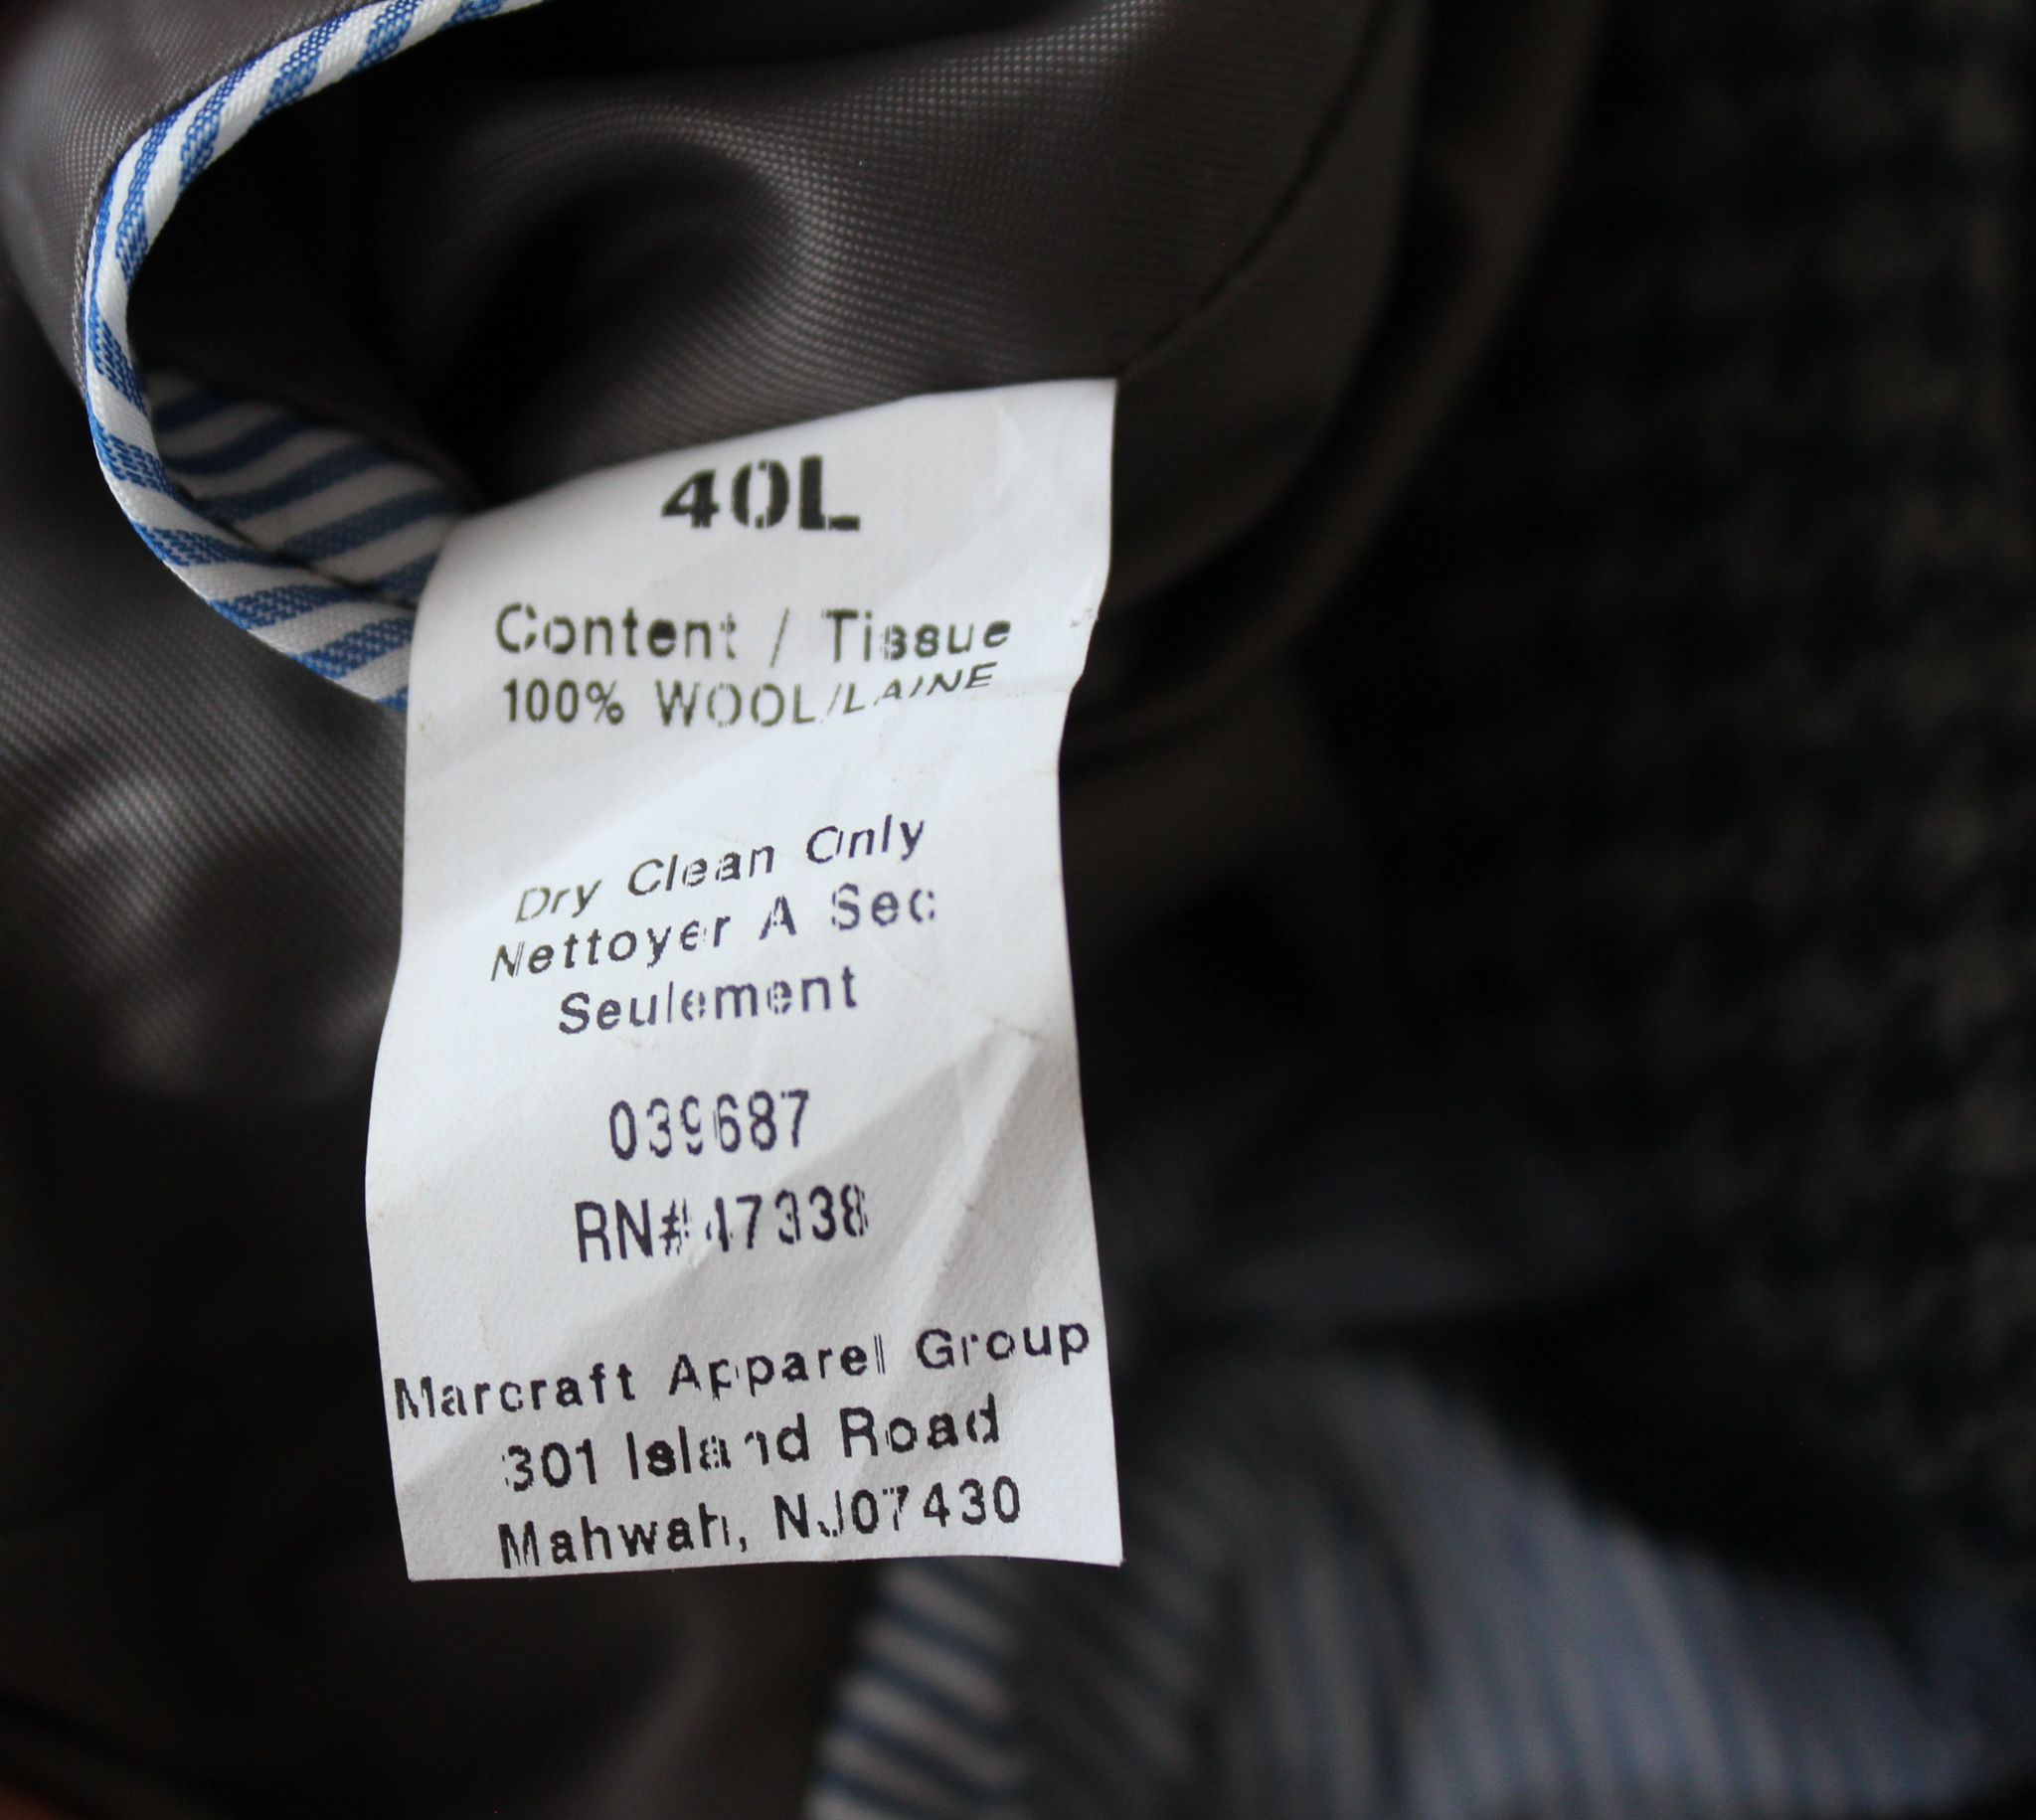 40L
Content / Tissue
100% WOOL/LAINE
Dry Clean Only
Nettoyer A Sec
Seulement
039687
RN# 47338
Marcraft Apparel Group
301 Island Road
Mahwah, NJ07430